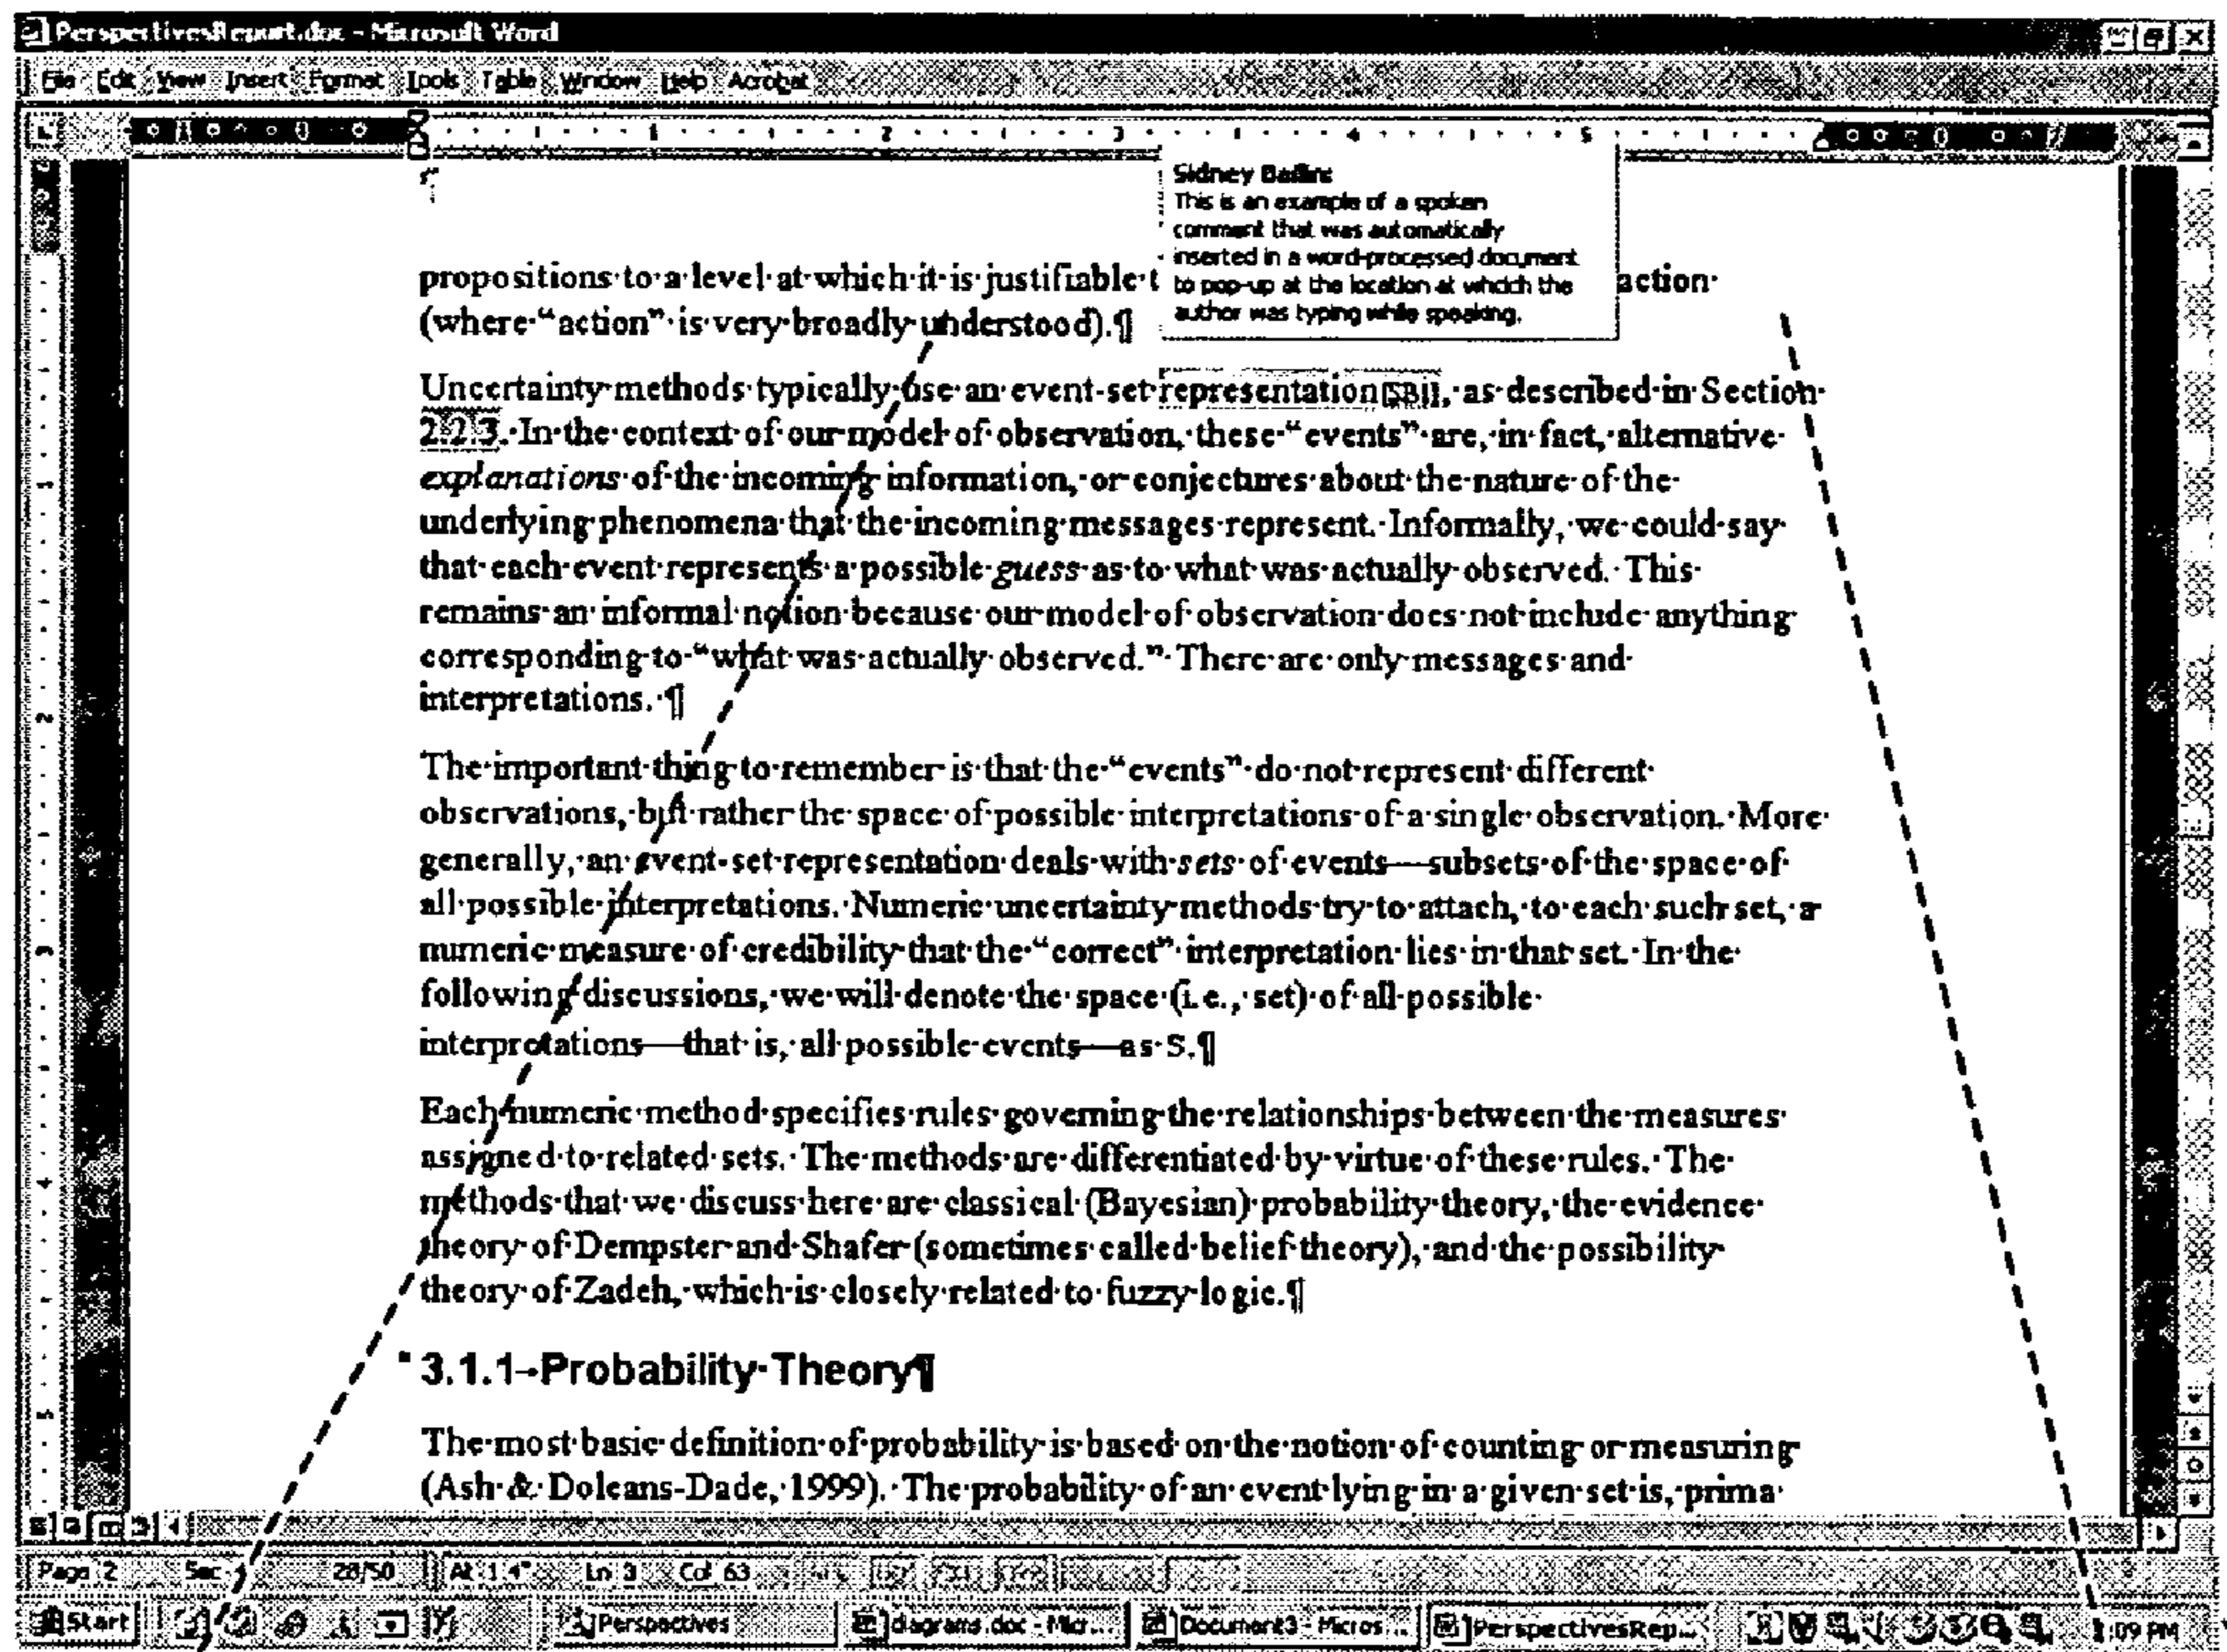 PerspectivesReport.doc - Microsoft Word
File Edit View Insert Format Tools Table Window Help Acrobat
1 2 3 4 5
Sidney
This is an example of a spoken
comment that was automatically
inserted in a word-processed document
to pop-up at the location at whcich the
author was typing while speaking.
propositions to a level at which it is justifiable t action
(where “action” is very broadly understood).¶
Uncertainty methods typically use an event-set representation[SB1], as described in Section
2.2.3. In the context of our model of observation, these “events” are, in fact, alternative
explanations of the incoming information, or conjectures about the nature of the
underlying phenomena that the incoming messages represent. Informally, we could say
that each event represents a possible guess as to what was actually observed. This
remains an informal notion because our model of observation does not include anything
corresponding to “what was actually observed.” There are only messages and
interpretations. ¶
The important thing to remember is that the “events” do not represent different
observations, but rather the space of possible interpretations of a single observation. More
generally, an event-set representation deals with sets of events—subsets of the space of
all possible interpretations. Numeric uncertainty methods try to attach, to each such set, a
numeric measure of credibility that the “correct” interpretation lies in that set. In the
following discussions, we will denote the space (i.e., set) of all possible
interpretations—that is, all possible events—as S.¶
Each numeric method specifies rules governing the relationships between the measures
assigned to related sets. The methods are differentiated by virtue of these rules. The
methods that we discuss here are classical (Bayesian) probability theory, the evidence
theory of Dempster and Shafer (sometimes called belief theory), and the possibility
theory of Zadeh, which is closely related to fuzzy logic.¶
3.1.1 Probability Theory¶
The most basic definition of probability is based on the notion of counting or measuring
(Ash & Doleans-Dade, 1999). The probability of an event lying in a given set is, prima
Page 2 Sec 28/50 At 1.4" Ln 3 Col 63
Start Perspectives diagrams.doc - Micr... Document3 - Micros... PerspectivesRep... :09 PM